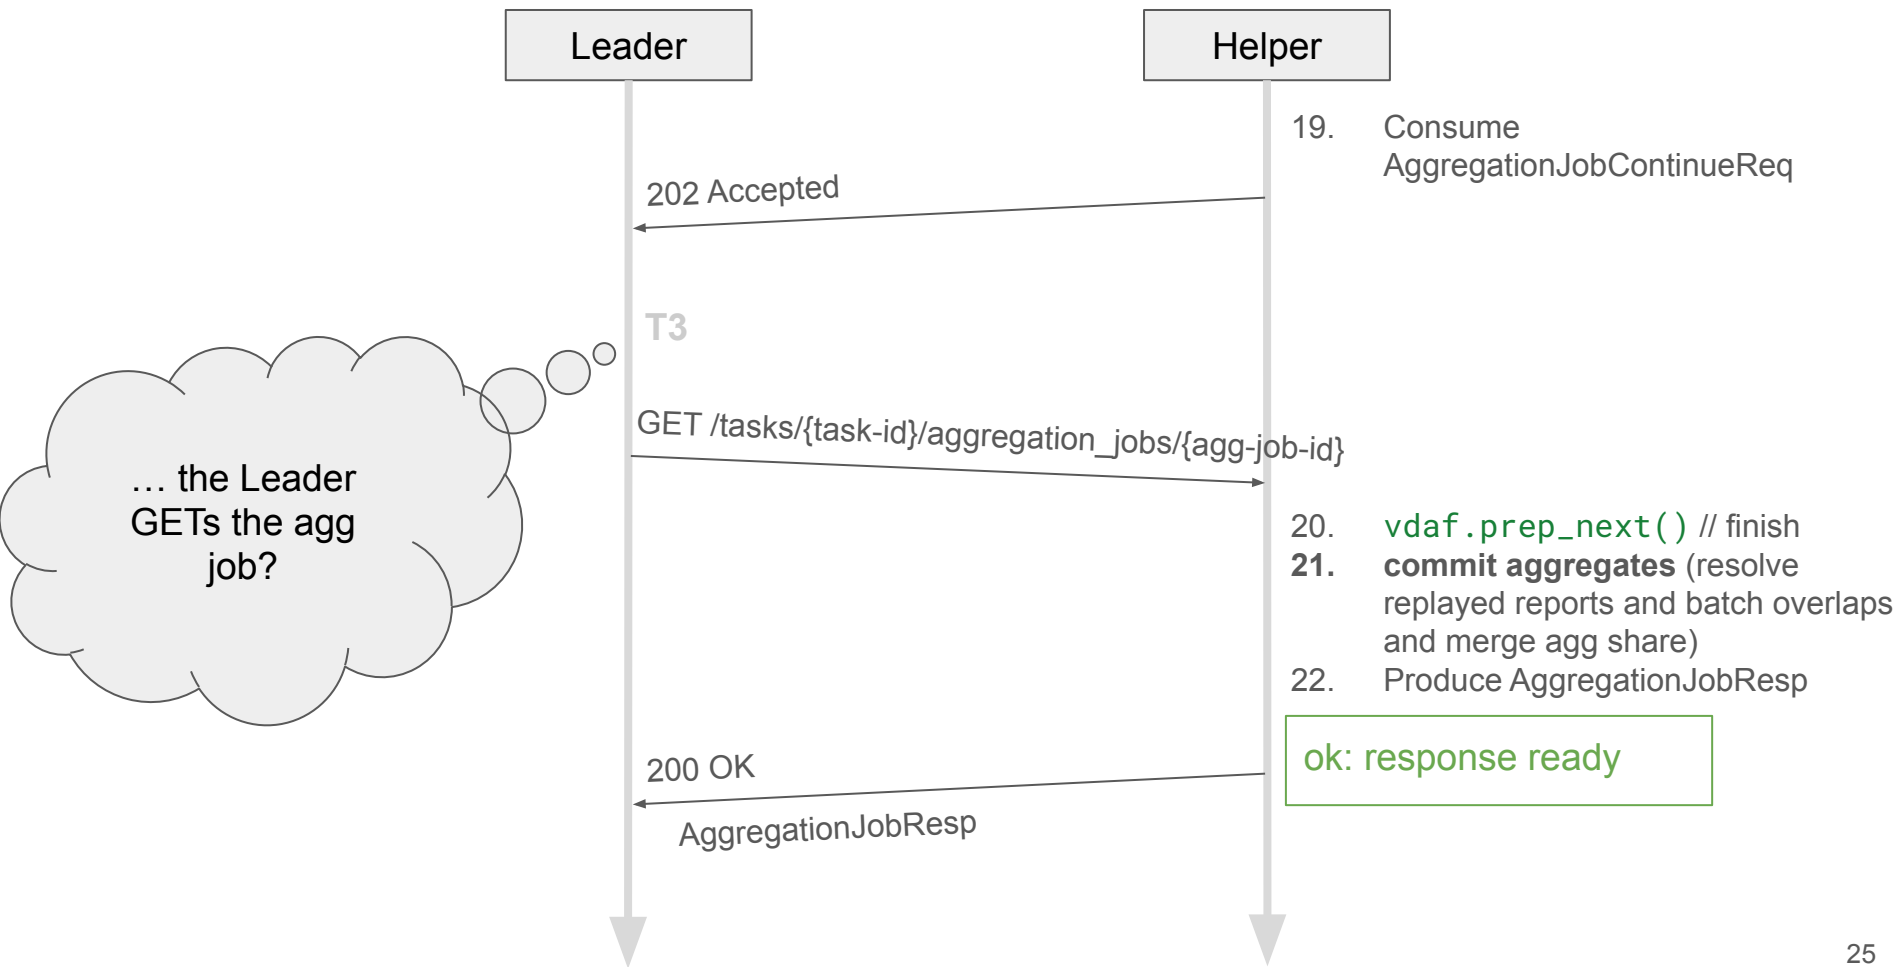 Leader
Helper
19. Consume
AggregationJobContinueReq
202 Accepted
T3
GET /tasks/{task-id}/aggregation_jobs/{agg-job-id}
… the Leader
GETs the agg
job?
20. vdaf.prep_next() // finish
21. commit aggregates (resolve
replayed reports and batch overlaps
and merge agg share)
22. Produce AggregationJobResp
ok: response ready
200 OK
AggregationJobResp
25